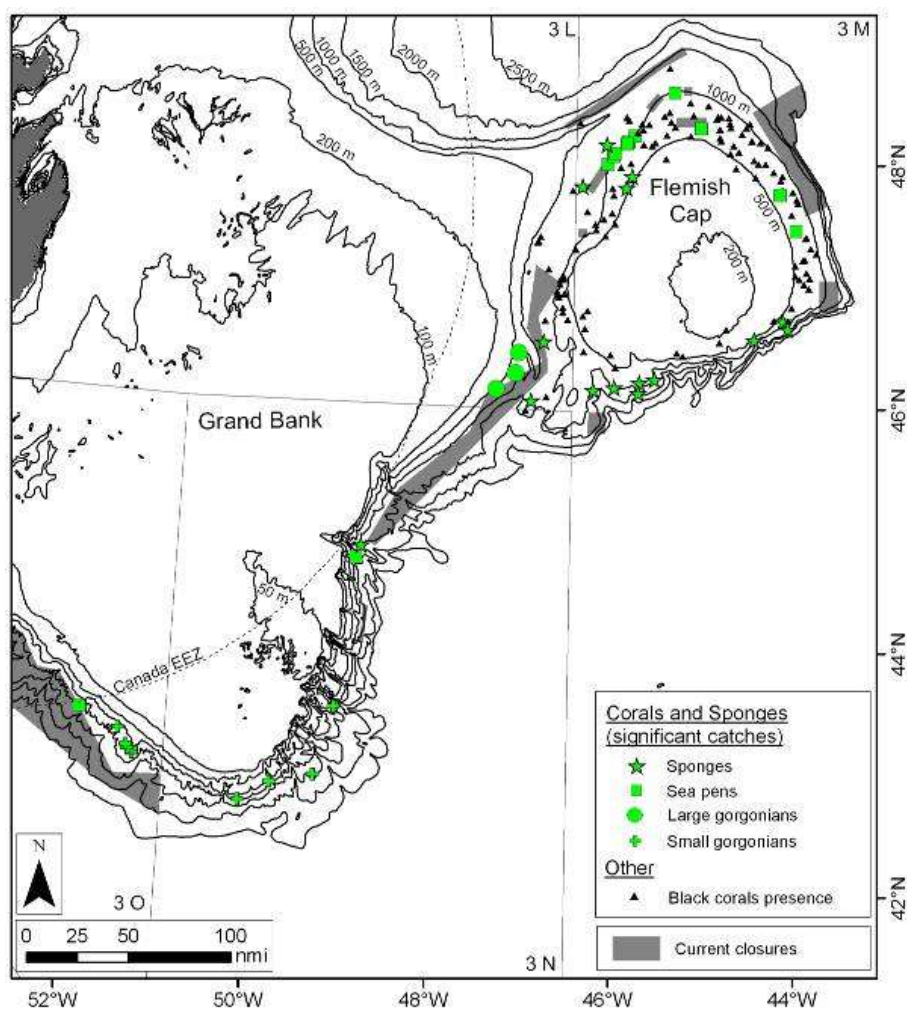 3 L
3 M
500 m
1000 m
1500 m
2000 m
2500 m
1000 m
200 m
48°N
Flemish
Cap
500 m
200 m
100 m
46°N
Grand Bank
50 m
Canada EEZ
44°N
Corals and Sponges
(significant catches)
Sponges
Sea pens
Large gorgonians
Small gorgonians
Other
Black corals presence
Current closures
N
42°N
3 O
0 25 50 100
nmi
3 N
52°W 50°W 48°W 46°W 44°W